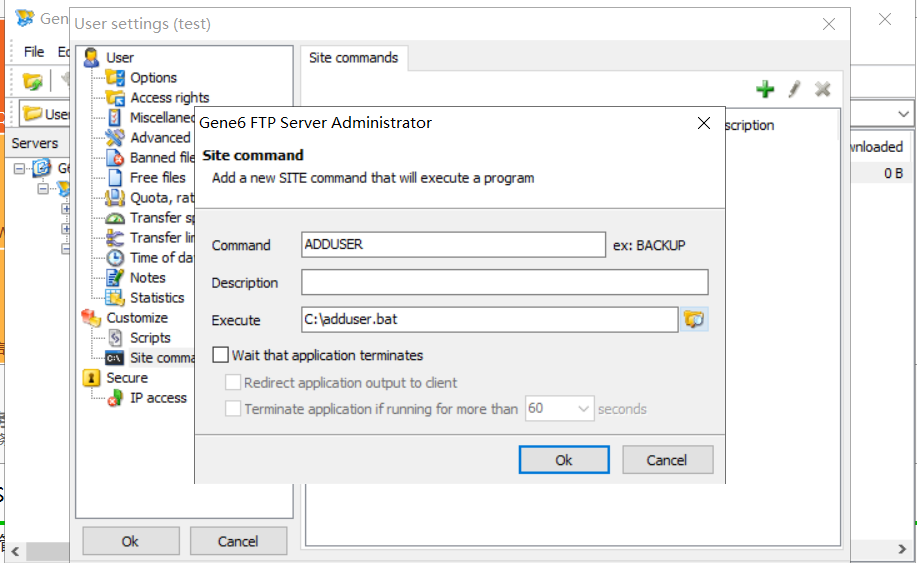 Gen
User settings (test)
File
User
Servers
User
Options
Access rights
Miscellaneo
Advanced
Banned file
Free files
Quota, rat
Transfer sp
Transfer lin
Time of da
Notes
Statistics
Customize
Scripts
Site comma
Secure
IP access
Ok
Cancel
Site commands
scription
wnloaded
0 B
Gene6 FTP Server Administrator
Site command
Add a new SITE command that will execute a program
Command ADDUSER ex: BACKUP
Description
Execute C:\adduser.bat
Wait that application terminates
Redirect application output to client
Terminate application if running for more than 60 seconds
Ok Cancel